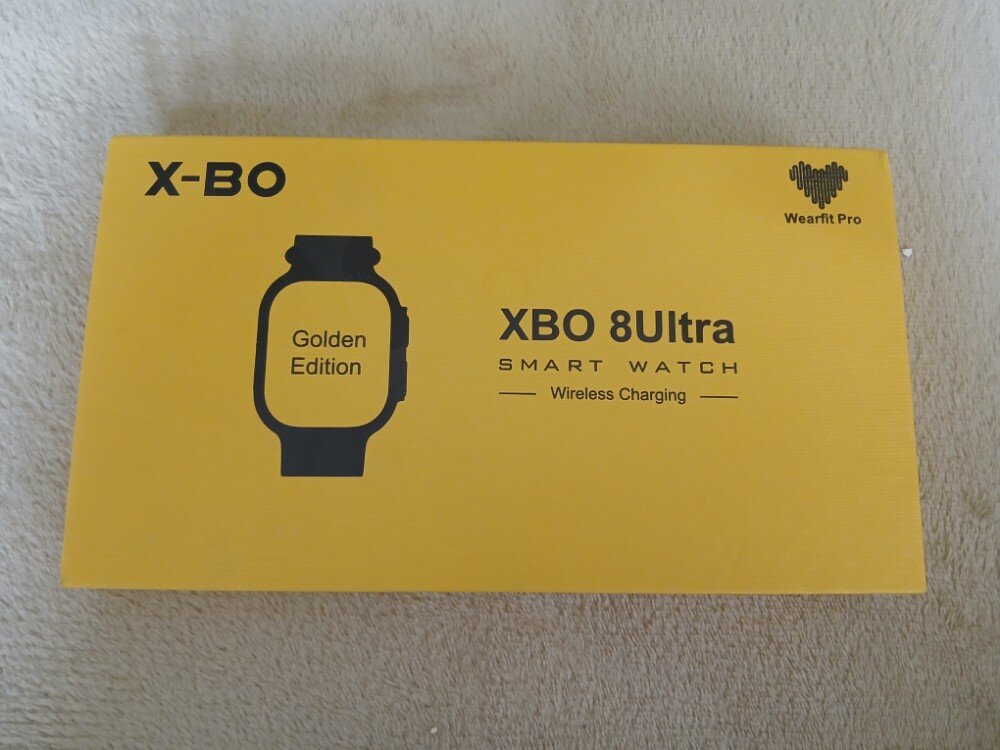 X-BO
Wearfit Pro
Golden
Edition
XBO 8Ultra
SMART WATCH
Wireless Charging